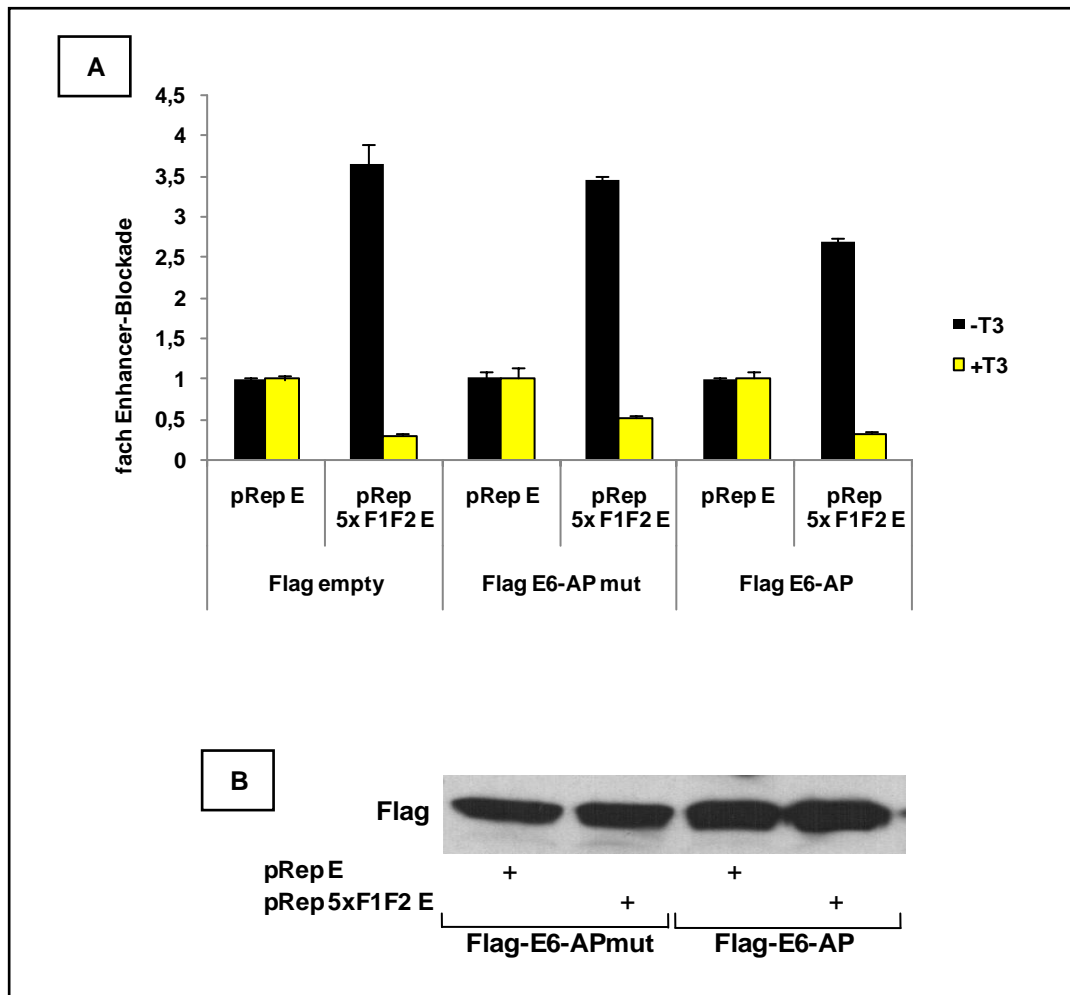 A
4,5
4
3,5
3
2,5
2
1,5
1
0,5
0
fach Enhancer-Blockade
pRep E
pRep
5x F1F2 E
pRep E
pRep
5x F1F2 E
pRep E
pRep
5x F1F2 E
Flag empty
Flag E6-AP mut
Flag E6-AP
-T3
+T3
B
Flag
pRep E + +
pRep 5xF1F2 E + +
Flag-E6-APmut
Flag-E6-AP